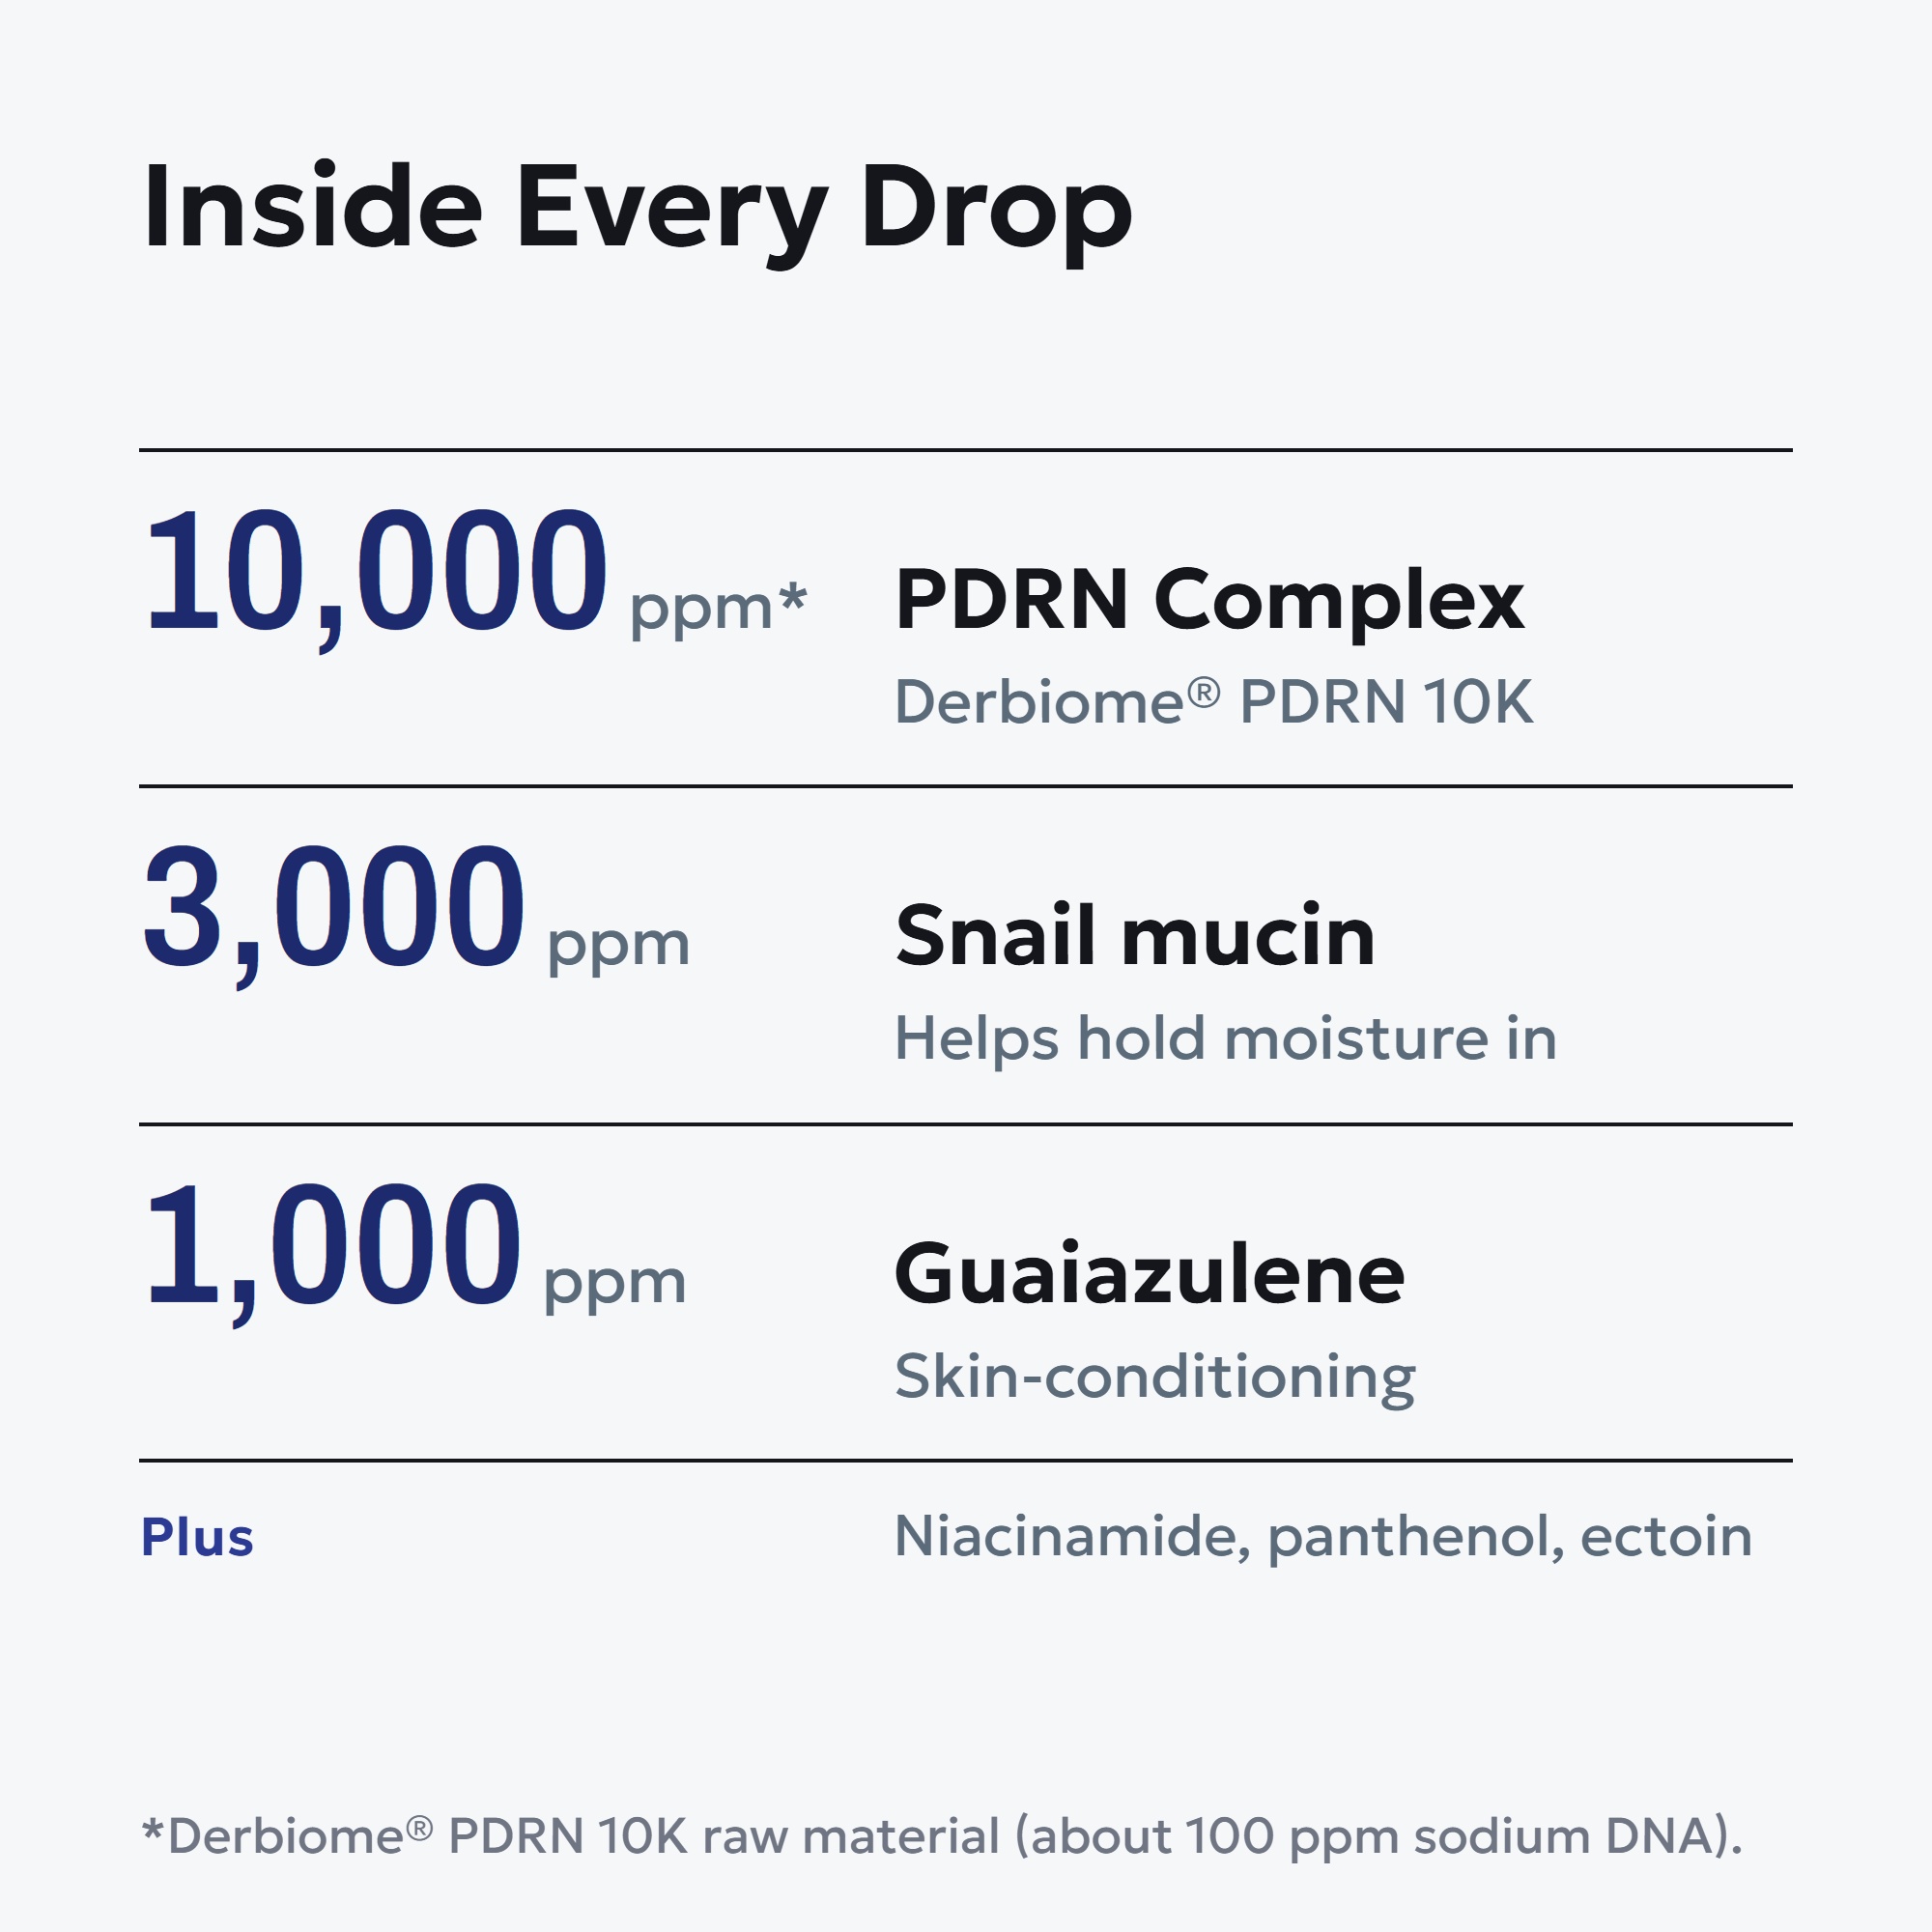 Inside Every Drop
10,000 ppm* PDRN Complex
Derbiome® PDRN 10K
3,000 ppm Snail mucin
Helps hold moisture in
1,000 ppm Guaiazulene
Skin-conditioning
Plus Niacinamide, panthenol, ectoin
*Derbiome® PDRN 10K raw material (about 100 ppm sodium DNA).